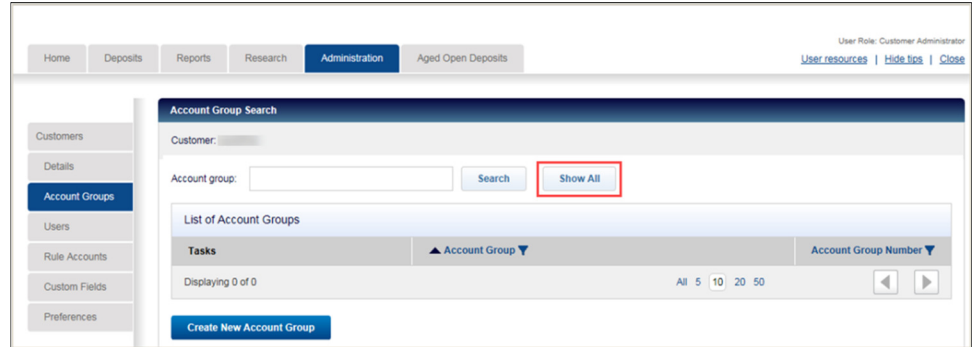 User Role: Customer Administrator
Home Deposits Reports Research Administration Aged Open Deposits
User resources | Hide tips | Close
Account Group Search
Customers
Customer:
Details
Account group: Search Show All
Account Groups
List of Account Groups
Users
Tasks Account Group Account Group Number
Rule Accounts
Custom Fields
Displaying 0 of 0 All 5 10 20 50
Preferences
Create New Account Group